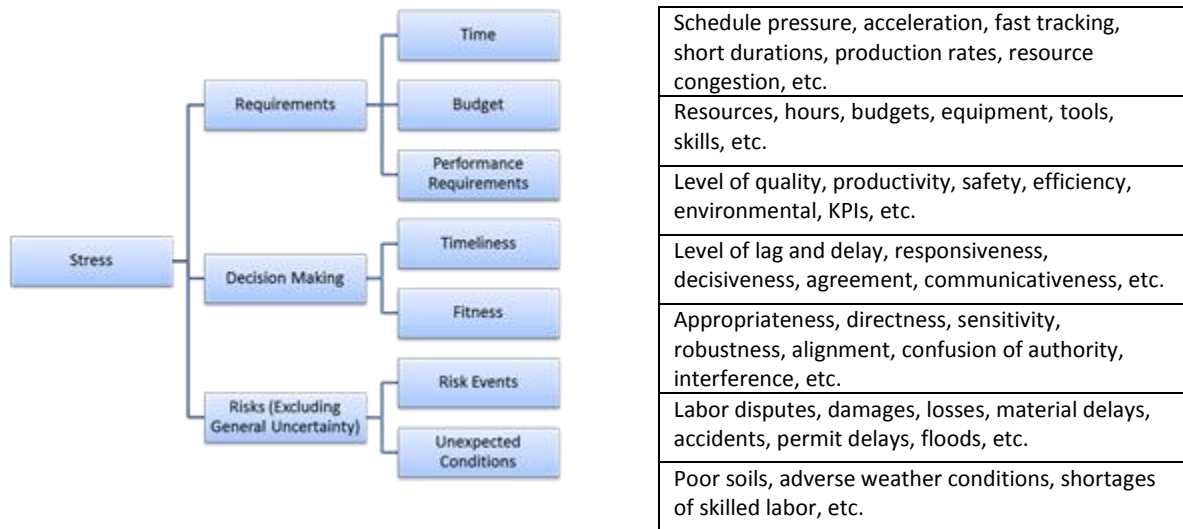 Time
Requirements
Budget
Performance
Requirements
Stress
Timeliness
Decision Making
Fitness
Risk Events
Risks (Excluding
General Uncertainty)
Unexpected
Conditions
Schedule pressure, acceleration, fast tracking,
short durations, production rates, resource
congestion, etc.
Resources, hours, budgets, equipment, tools,
skills, etc.
Level of quality, productivity, safety, efficiency,
environmental, KPIs, etc.
Level of lag and delay, responsiveness,
decisiveness, agreement, communicativeness, etc.
Appropriateness, directness, sensitivity,
robustness, alignment, confusion of authority,
interference, etc.
Labor disputes, damages, losses, material delays,
accidents, permit delays, floods, etc.
Poor soils, adverse weather conditions, shortages
of skilled labor, etc.